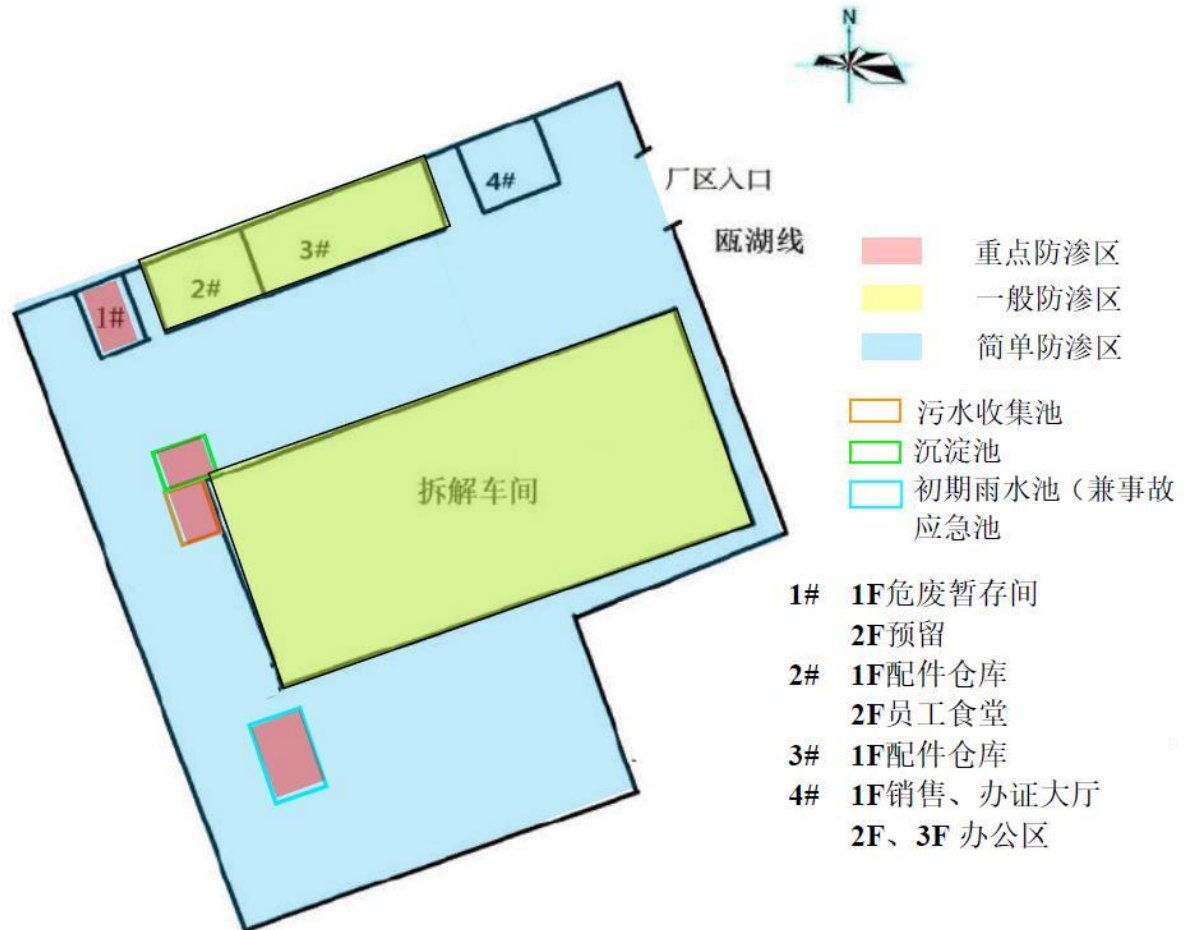 N
厂区入口
瓯湖线
4#
3#
2#
1#
拆解车间
重点防渗区
一般防渗区
简单防渗区
污水收集池
沉淀池
初期雨水池（兼事故
应急池
1# 1F危废暂存间
2F预留
2# 1F配件仓库
2F员工食堂
3# 1F配件仓库
4# 1F销售、办证大厅
2F、3F 办公区